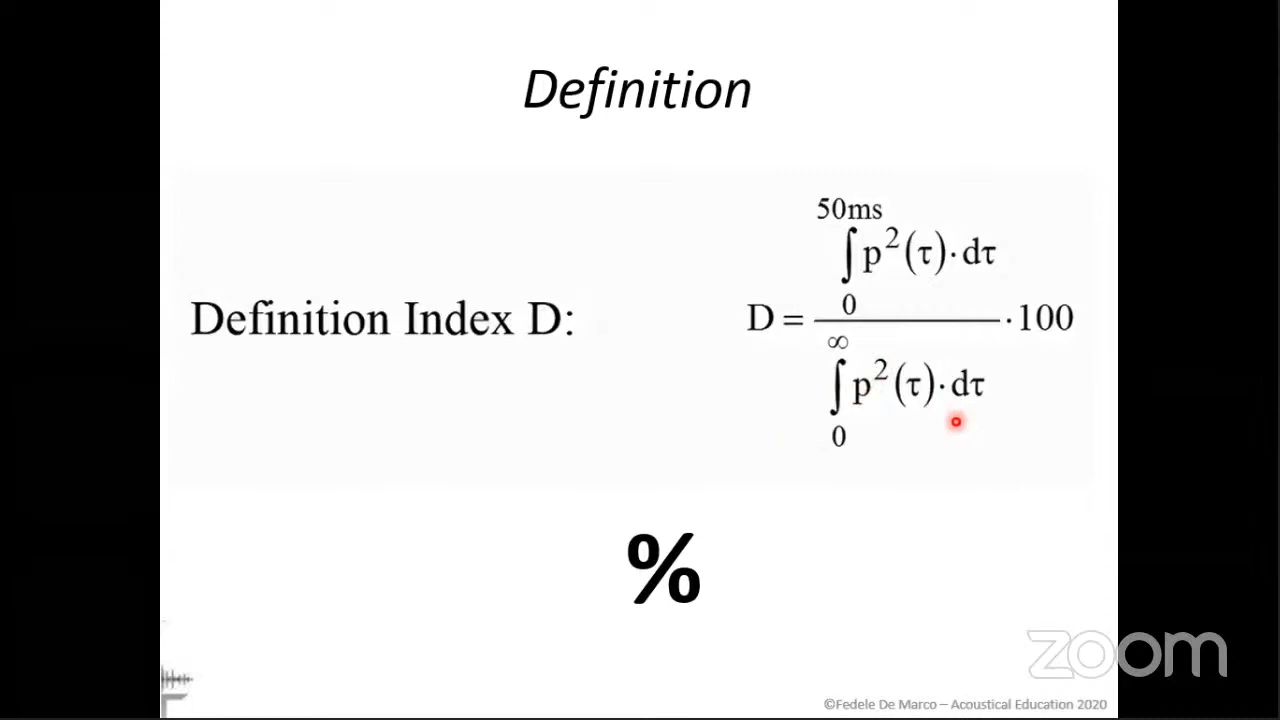 Definition
Definition Index D:
50ms
∫ p²(τ)·dτ
0
D = ——— ·100
∞
∫ p²(τ)·dτ
0
%
zoom
©Fedele De Marco – Acoustical Education 2020